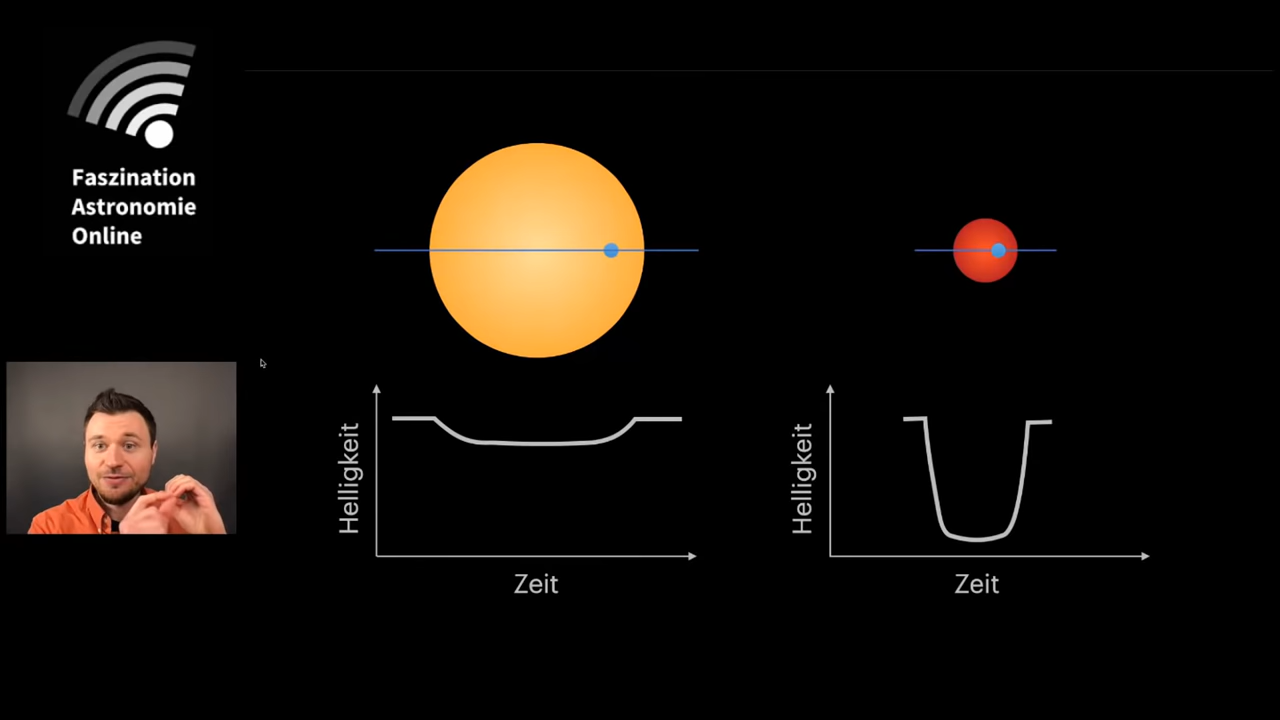 Faszination
Astronomie
Online
Helligkeit
Zeit
Helligkeit
Zeit